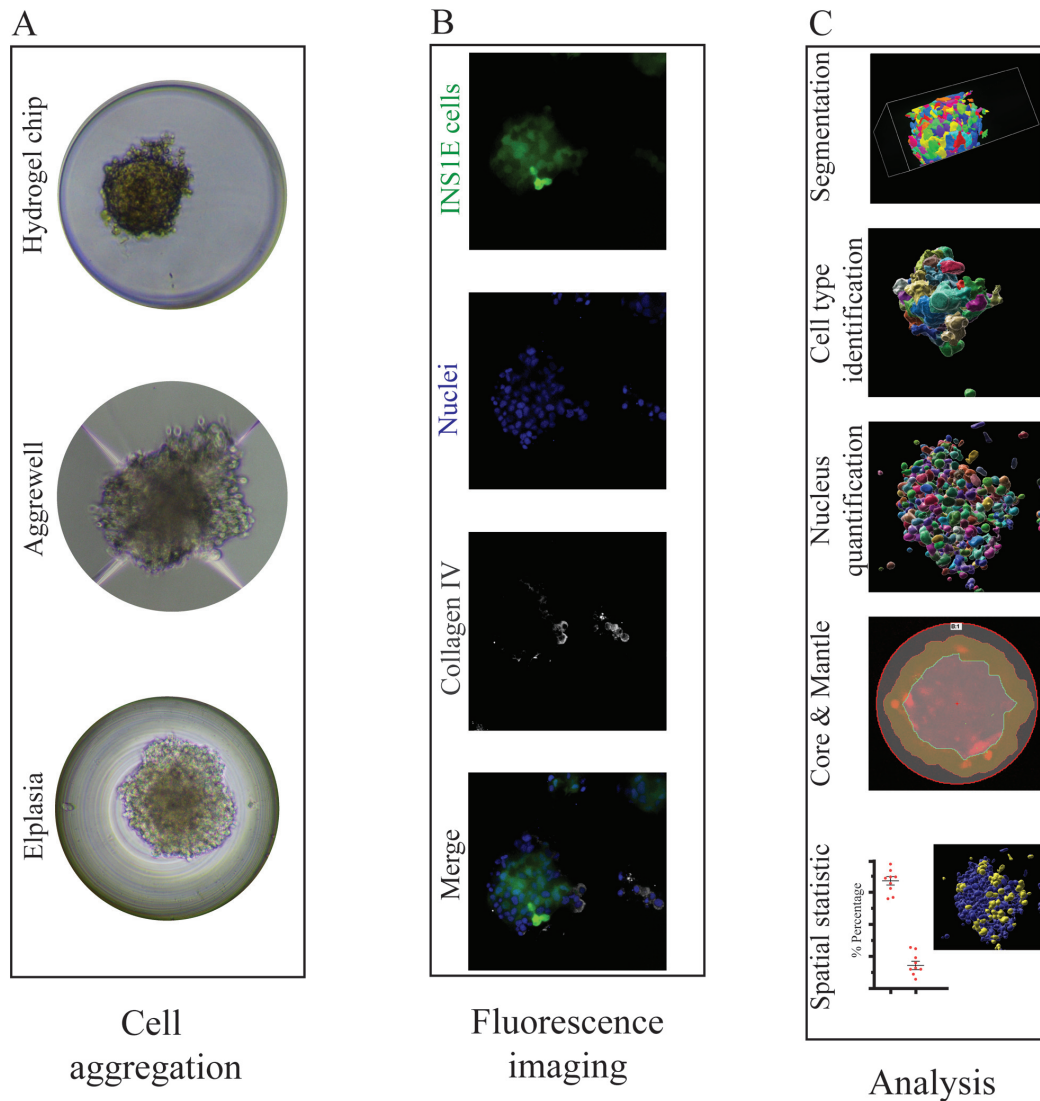 A
Hydrogel chip
Aggrewell
Elplasia
Cell
aggregation
B
INS1E cells
Nuclei
Collagen IV
Merge
Fluorescence
imaging
C
Segmentation
Cell type
identification
Nucleus
quantification
Core & Mantle
B:1
Spatial statistic
% Percentage
Analysis